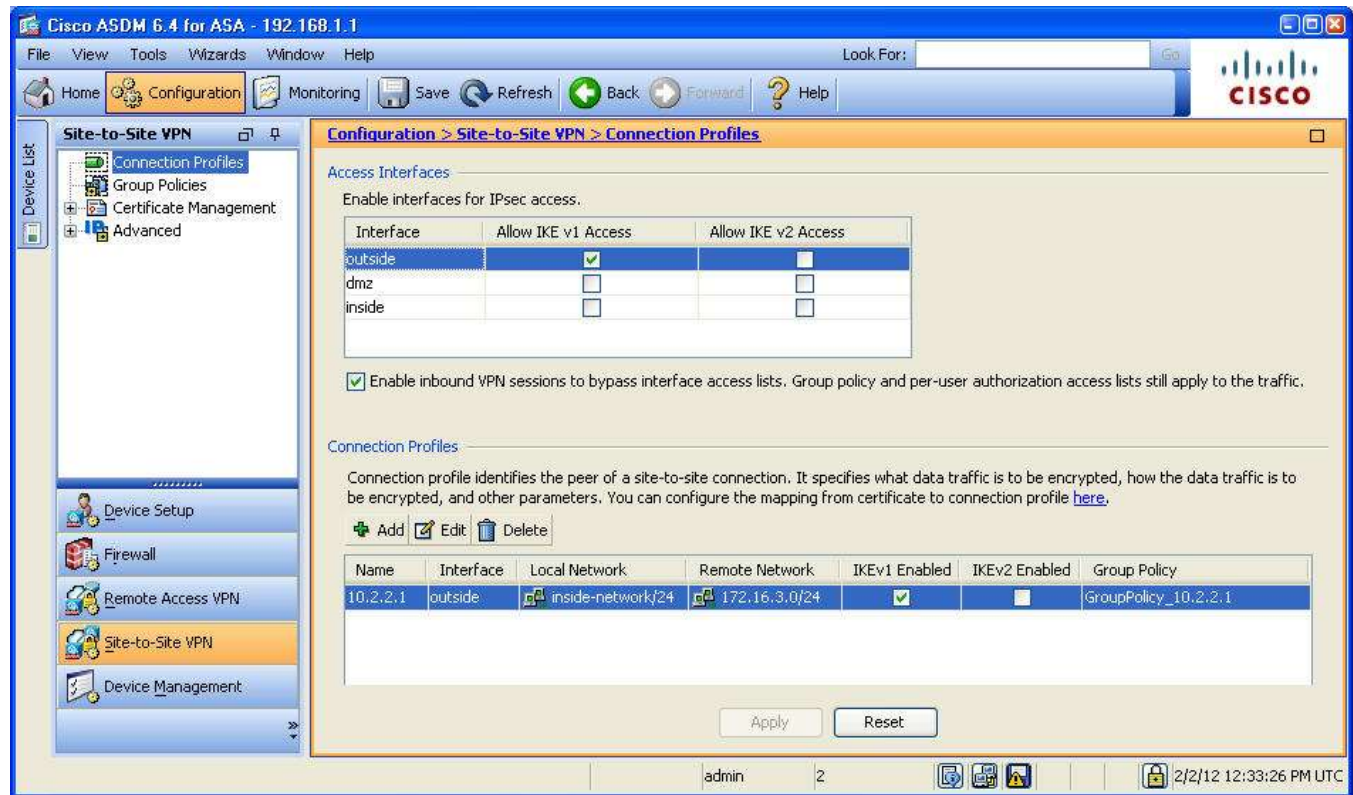 Cisco ASDM 6.4 for ASA - 192.168.1.1
File View Tools Wizards Window Help
Look For:
Go
CISCO
Home Configuration Monitoring Save Refresh Back Forward Help
Device List
Site-to-Site VPN
Connection Profiles
Group Policies
Certificate Management
Advanced
Device Setup
Firewall
Remote Access VPN
Site-to-Site VPN
Device Management
Configuration > Site-to-Site VPN > Connection Profiles
Access Interfaces
Enable interfaces for IPsec access.
Interface Allow IKE v1 Access Allow IKE v2 Access
outside
dmz
inside
Enable inbound VPN sessions to bypass interface access lists. Group policy and per-user authorization access lists still apply to the traffic.
Connection Profiles
Connection profile identifies the peer of a site-to-site connection. It specifies what data traffic is to be encrypted, how the data traffic is to
be encrypted, and other parameters. You can configure the mapping from certificate to connection profile here.
Add Edit Delete
Name Interface Local Network Remote Network IKEv1 Enabled IKEv2 Enabled Group Policy
10.2.2.1 outside inside-network/24 172.16.3.0/24 GroupPolicy_10.2.2.1
Apply Reset
admin 2 2/2/12 12:33:26 PM UTC